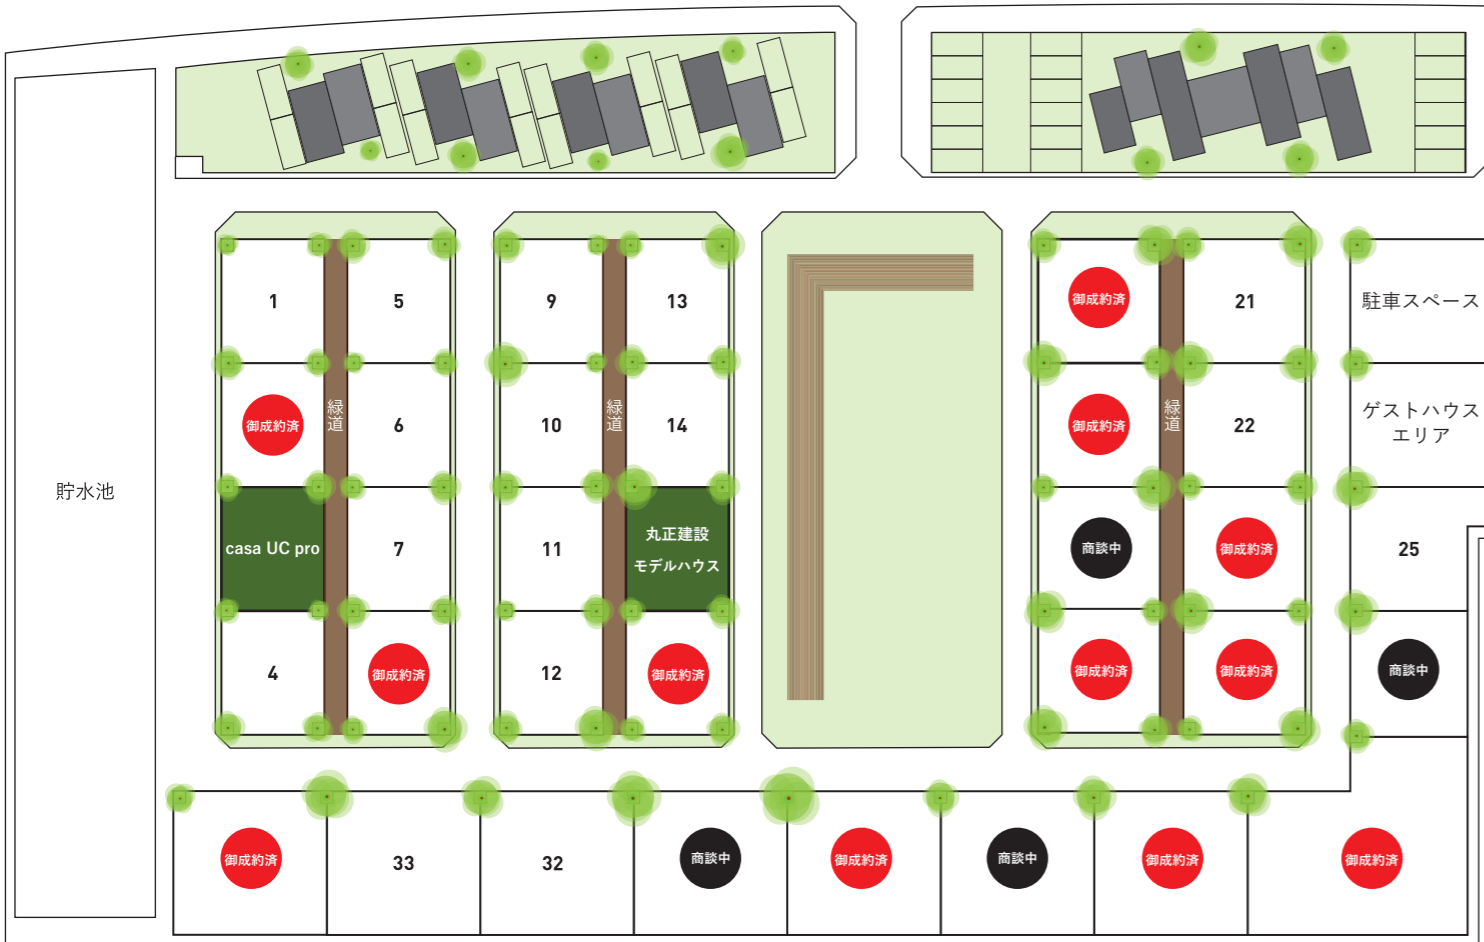 1
5
9
13
御成約済
21
駐車スペース
御成約済
緑道
6
10
緑道
14
御成約済
緑道
22
ゲストハウス
エリア
貯水池
casa UC pro
7
11
丸正建設
モデルハウス
商談中
御成約済
25
4
御成約済
12
御成約済
御成約済
御成約済
商談中
御成約済
33
32
商談中
御成約済
商談中
御成約済
御成約済